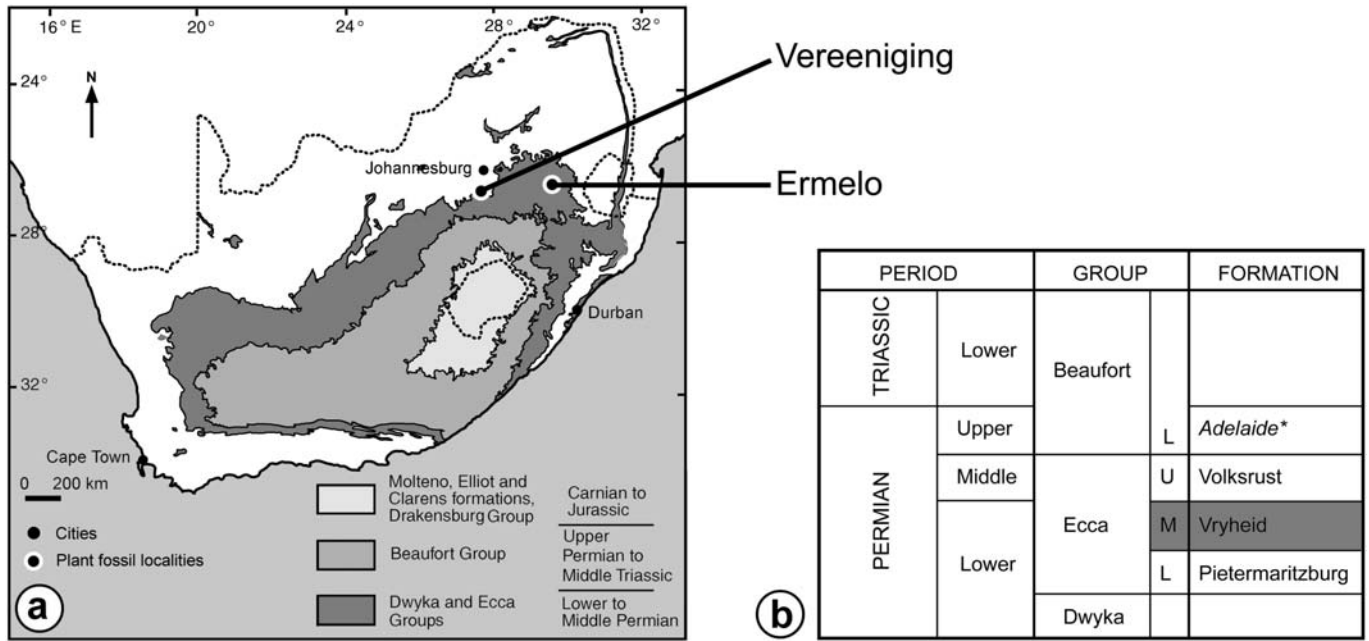 16°E
20°
24°
28°
32°
24°
N
Vereeniging
Johannesburg
Ermelo
28°
Durban
32°
Cape Town
0 200 km
Cities
Plant fossil localities
Molteno, Elliot and
Clarens formations,
Drakensburg Group
Carnian to
Jurassic
Beaufort Group
Upper
Permian to
Middle Triassic
Dwyka and Ecca
Groups
Lower to
Middle Permian
a
PERIOD GROUP FORMATION
TRIASSIC
Lower
Beaufort
PERMIAN
Upper
L
Adelaide*
Middle
U
Volksrust
Ecca
M
Vryheid
Lower
L
Pietermaritzburg
Dwyka
b